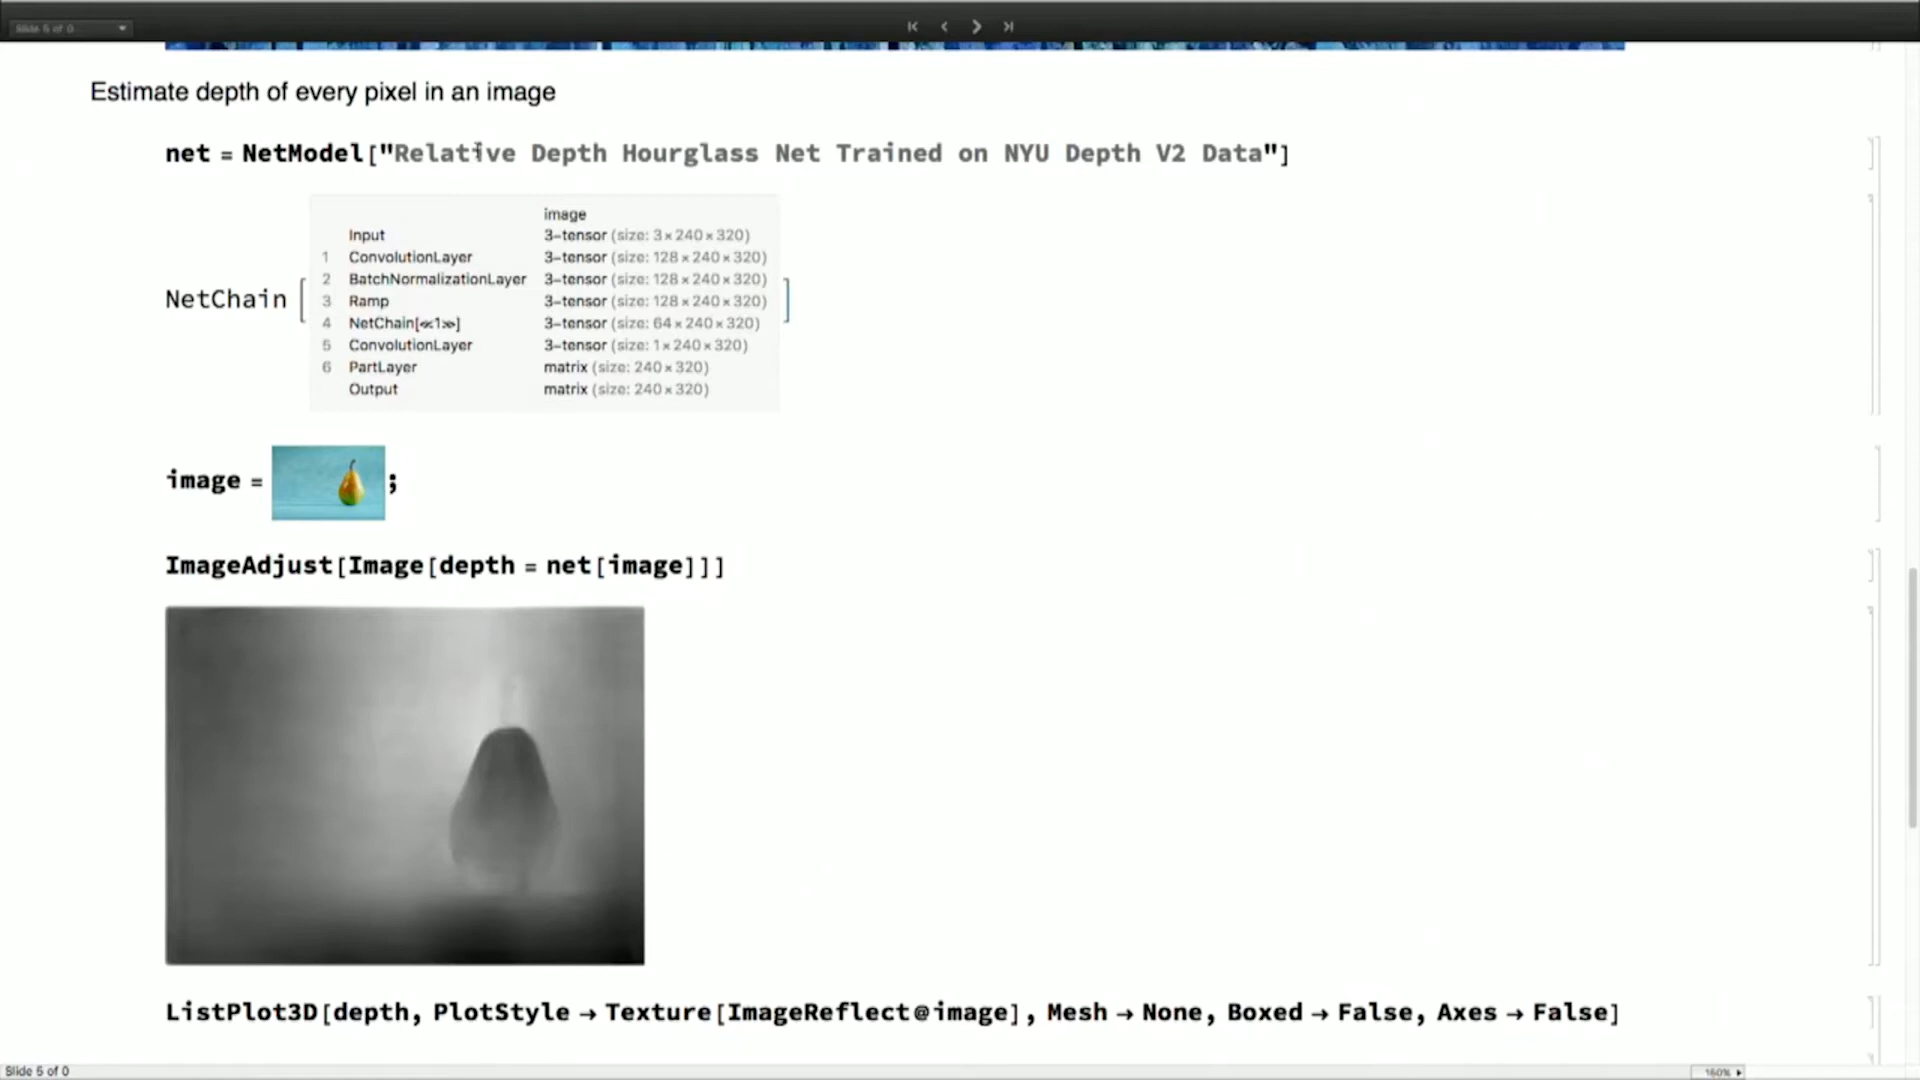 Slide 5 of 0
Estimate depth of every pixel in an image
net = NetModel["Relative Depth Hourglass Net Trained on NYU Depth V2 Data"]
image
Input 3-tensor (size: 3×240×320)
1 ConvolutionLayer 3-tensor (size: 128×240×320)
2 BatchNormalizationLayer 3-tensor (size: 128×240×320)
3 Ramp 3-tensor (size: 128×240×320)
NetChain [
4 NetChain[≪1≫] 3-tensor (size: 64×240×320)
]
5 ConvolutionLayer 3-tensor (size: 1×240×320)
6 PartLayer matrix (size: 240×320)
Output matrix (size: 240×320)
image = ;
ImageAdjust[Image[depth = net[image]]]
ListPlot3D[depth, PlotStyle → Texture[ImageReflect@image], Mesh → None, Boxed → False, Axes → False]
Slide 5 of 0
160%